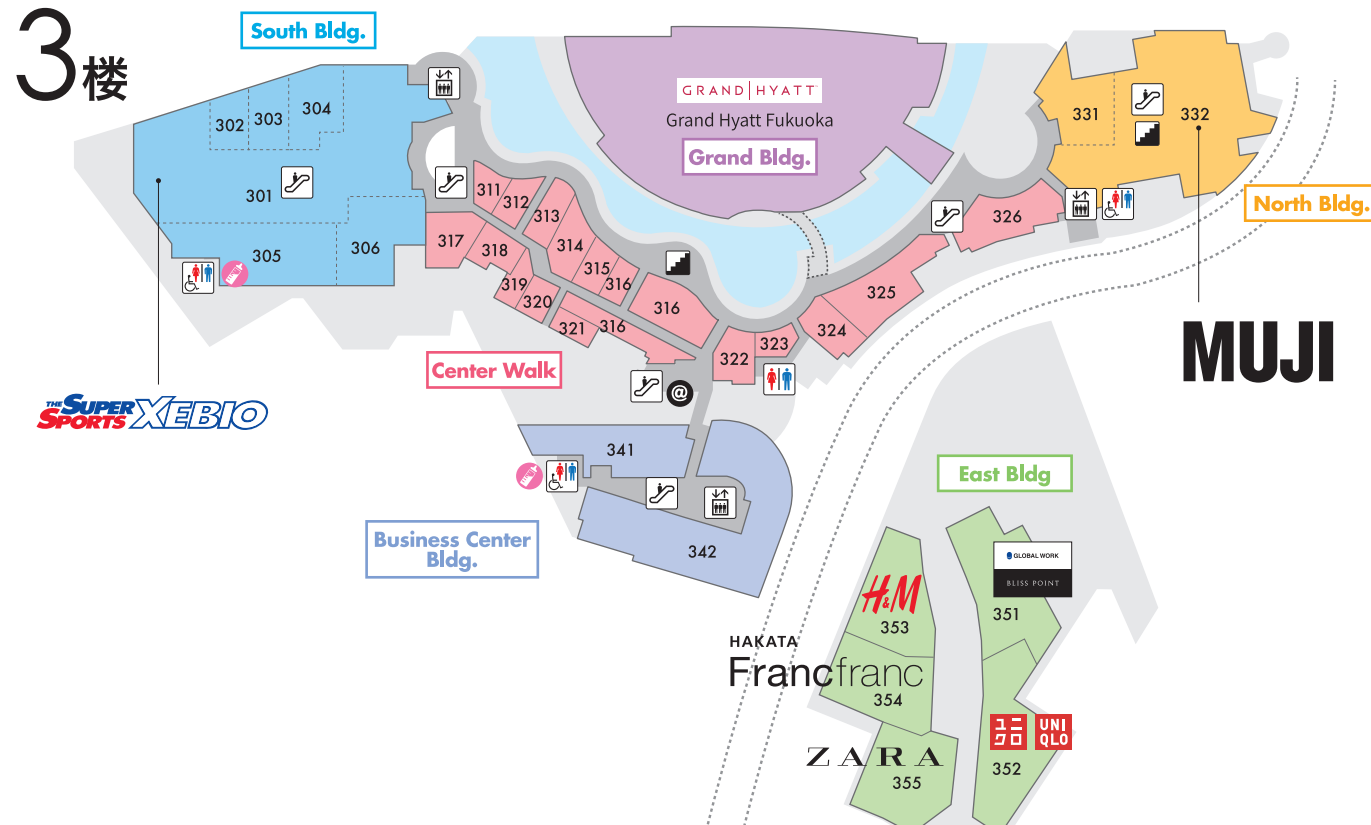 3楼
South Bldg.
GRAND|HYATT
Grand Hyatt Fukuoka
Grand Bldg.
North Bldg.
302
303
304
301
305
306
331
332
311
312
313
314
315
316
316
317
318
319
320
321
316
322
323
324
325
326
MUJI
THE SUPER
SPORTS XEBIO
Center Walk
@
341
342
Business Center
Bldg.
East Bldg
GLOBAL WORK
BLISS POINT
351
H&M
353
HAKATA
Francfranc
354
ユニ
クロ
UNI
QLO
352
ZARA
355